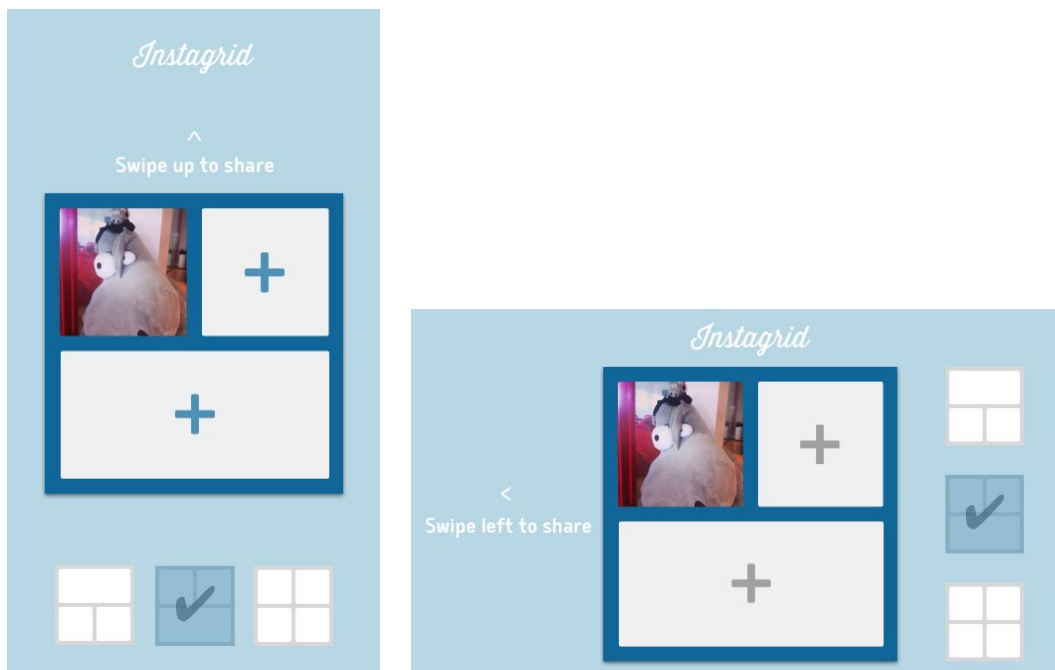 Instagrid
^
Swipe up to share
Instagrid
<
Swipe left to share